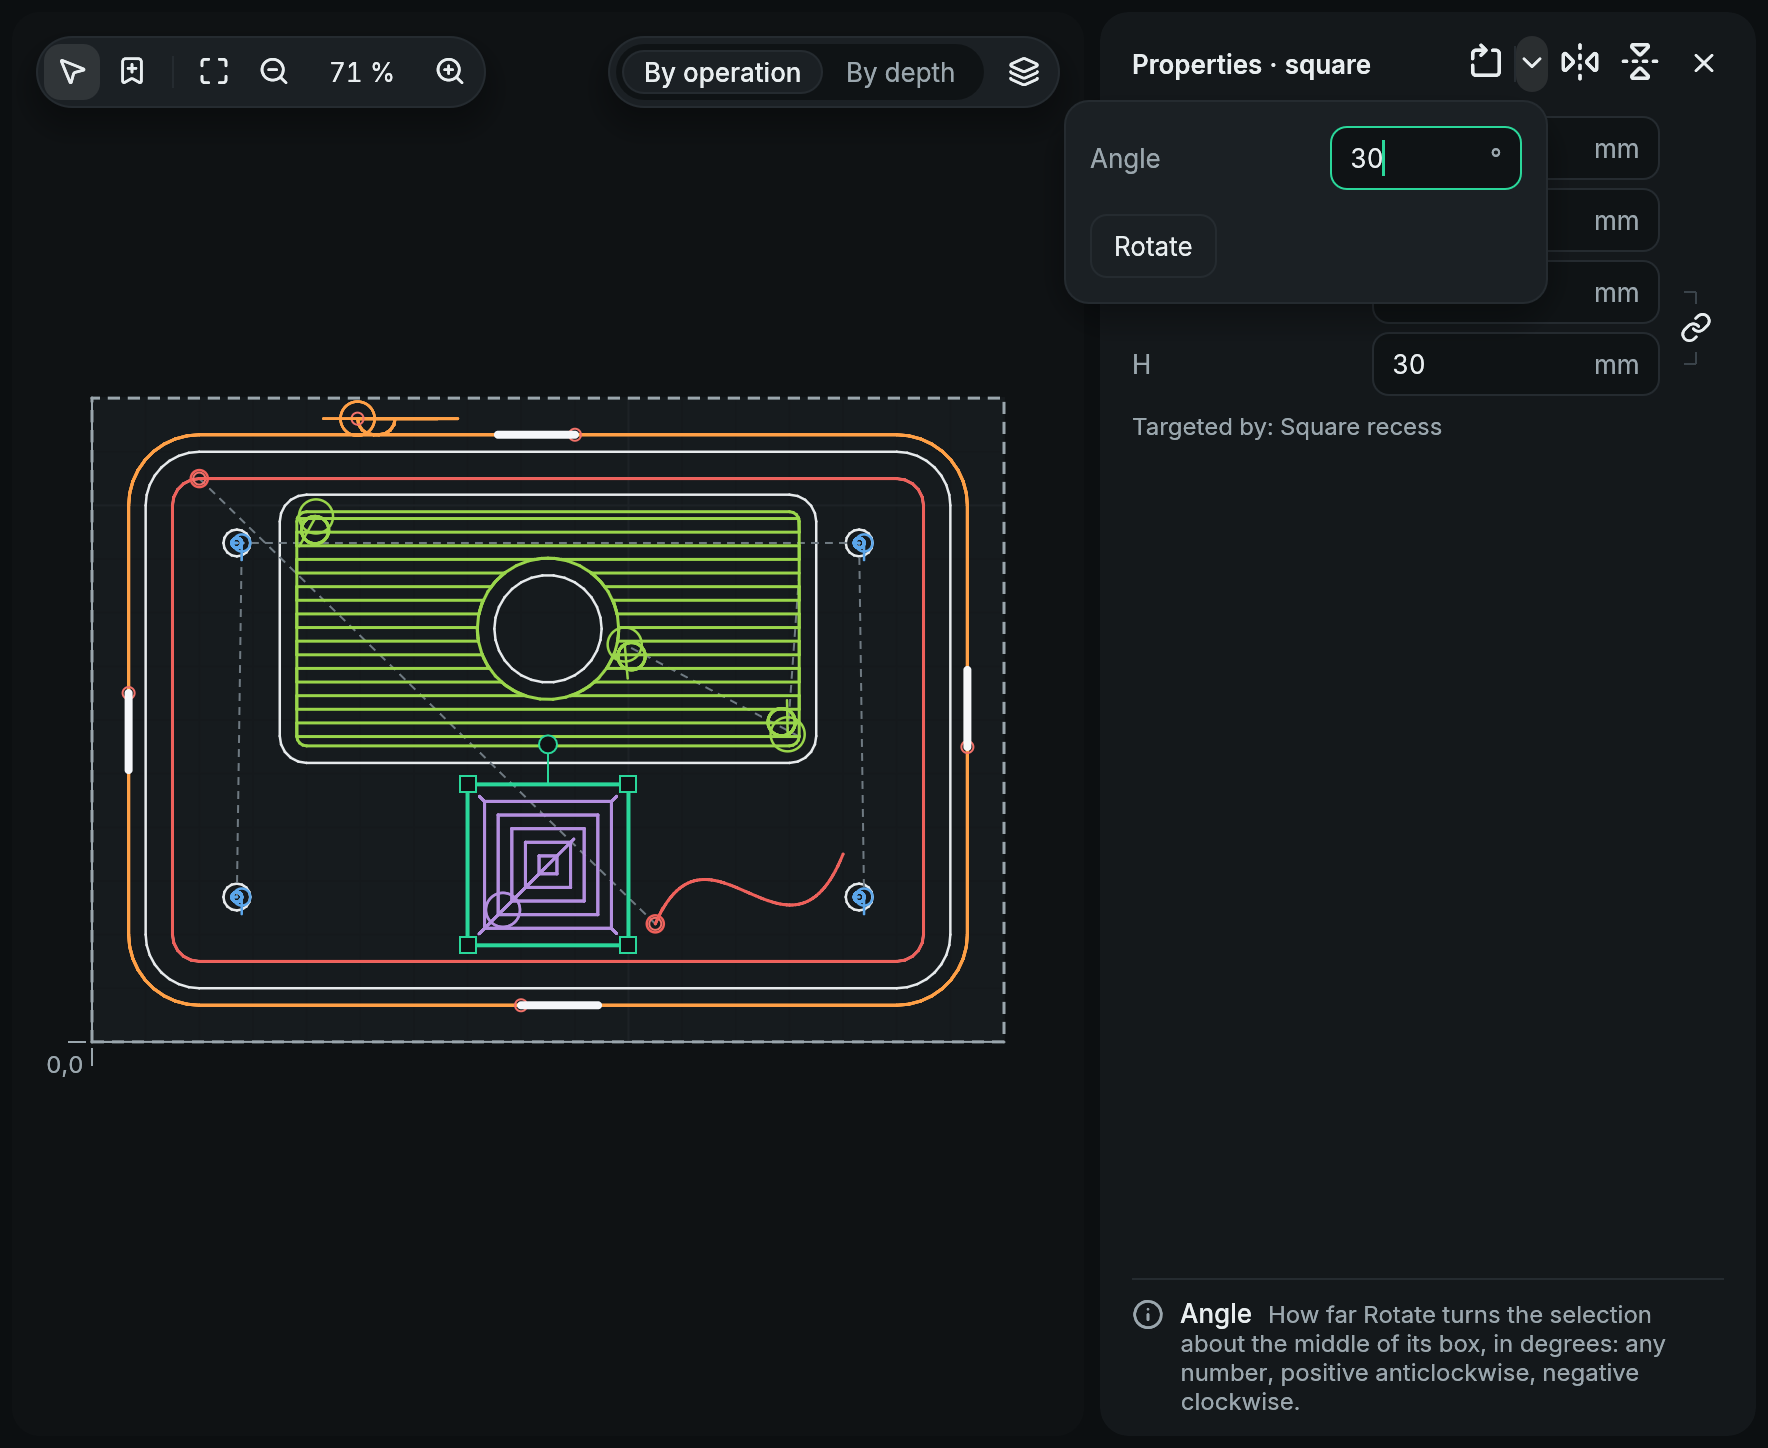 71 %
By operation
By depth
Properties · square
Angle
30
°
Rotate
mm
mm
mm
H
30
mm
Targeted by: Square recess
0,0
Angle How far Rotate turns the selection
about the middle of its box, in degrees: any
number, positive anticlockwise, negative
clockwise.